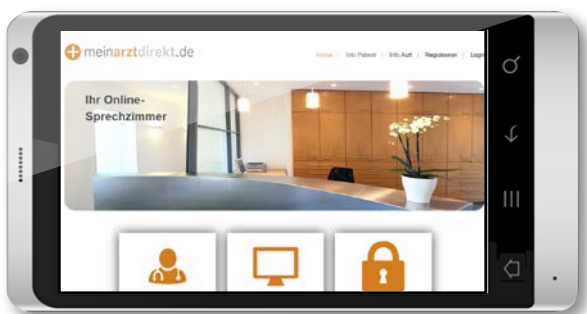 meinarztdirekt.de
Home | Info Patient | Info Arzt | Registrieren | Login
Ihr Online-
Sprechzimmer